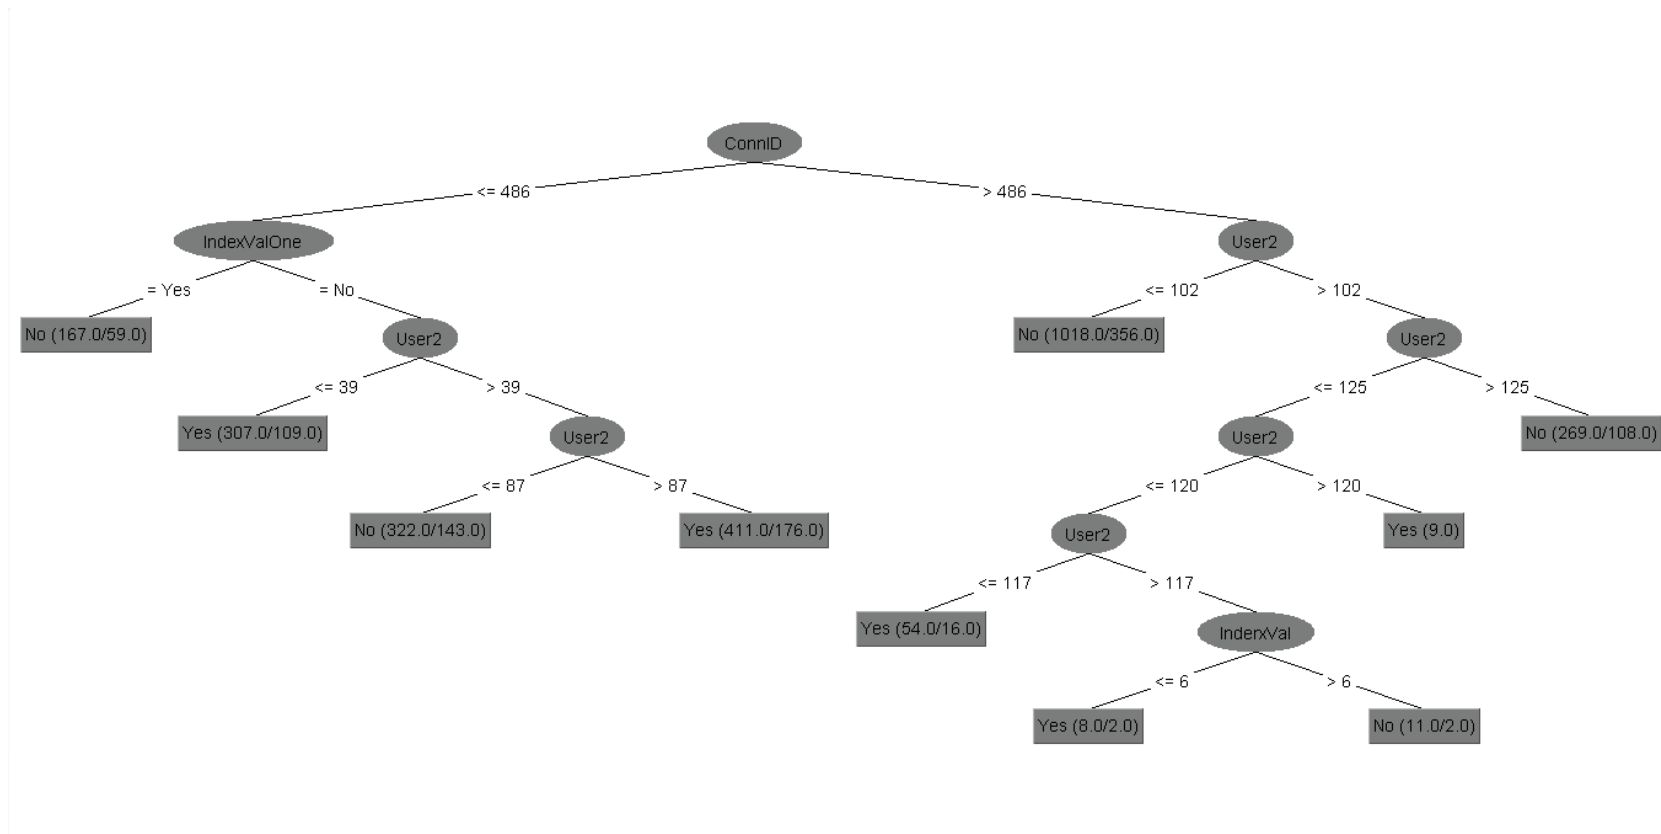 ConnID
<= 486
> 486
IndexValOne
User2
= Yes
= No
<= 102
> 102
No (167.0/59.0)
User2
No (1018.0/356.0)
User2
<= 39
> 39
<= 125
> 125
Yes (307.0/109.0)
User2
User2
No (269.0/108.0)
<= 87
> 87
<= 120
> 120
No (322.0/143.0)
Yes (411.0/176.0)
User2
Yes (9.0)
<= 117
> 117
Yes (54.0/16.0)
InderxVal
<= 6
> 6
Yes (8.0/2.0)
No (11.0/2.0)